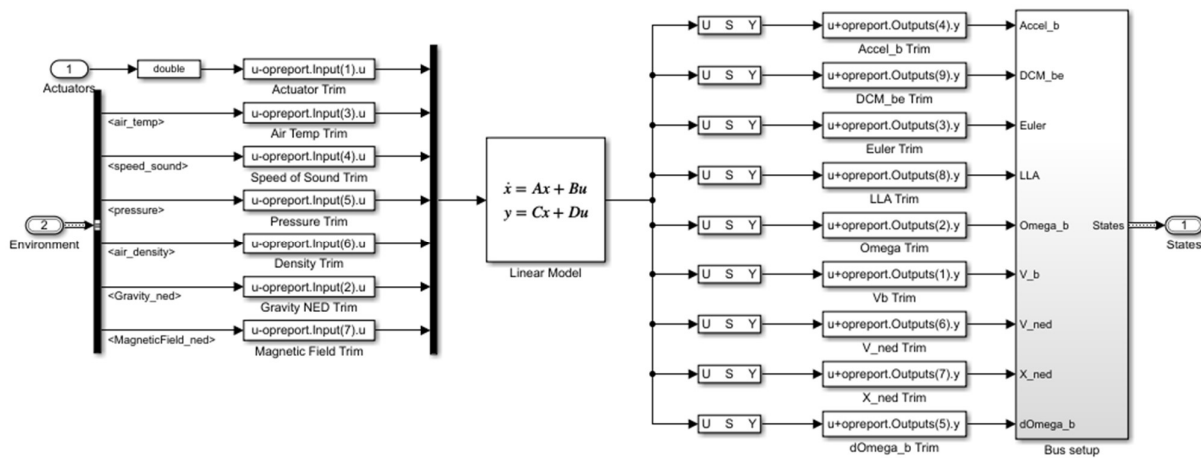 1
Actuators
double
u-opreport.Input(1).u
Actuator Trim
<air_temp>
u-opreport.Input(3).u
Air Temp Trim
<speed_sound>
u-opreport.Input(4).u
Speed of Sound Trim
<pressure>
u-opreport.Input(5).u
Pressure Trim
2
Environment
<air_density>
u-opreport.Input(6).u
Density Trim
<Gravity_ned>
u-opreport.Input(2).u
Gravity NED Trim
<MagneticField_ned>
u-opreport.Input(7).u
Magnetic Field Trim
ẋ = Ax + Bu
y = Cx + Du
Linear Model
U S Y
u+opreport.Outputs(4).y
Accel_b Trim
Accel_b
U S Y
u+opreport.Outputs(9).y
DCM_be Trim
DCM_be
U S Y
u+opreport.Outputs(3).y
Euler Trim
Euler
U S Y
u+opreport.Outputs(8).y
LLA Trim
LLA
U S Y
u+opreport.Outputs(2).y
Omega Trim
Omega_b
U S Y
u+opreport.Outputs(1).y
Vb Trim
V_b
U S Y
u+opreport.Outputs(6).y
V_ned Trim
V_ned
U S Y
u+opreport.Outputs(7).y
X_ned Trim
X_ned
U S Y
u+opreport.Outputs(5).y
dOmega_b Trim
dOmega_b
States
Bus setup
1
States